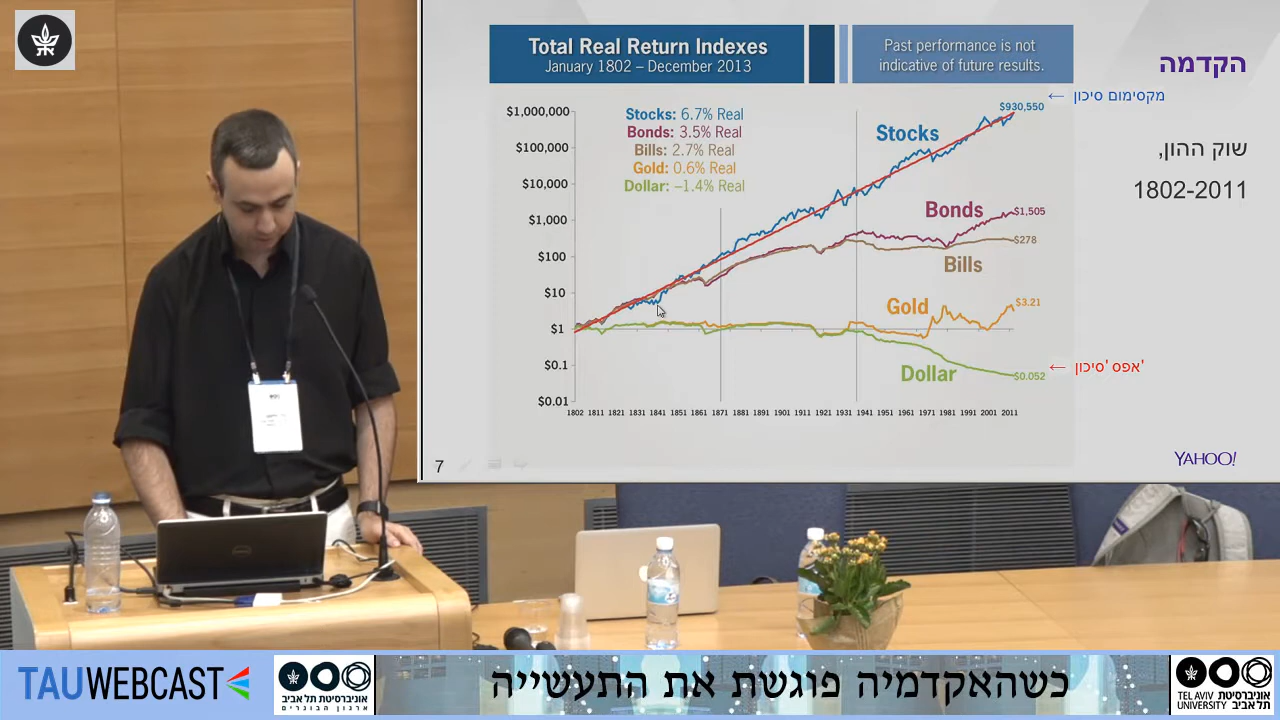 Total Real Return Indexes
January 1802 – December 2013
Past performance is not
indicative of future results.
הקדמה
מקסימום סיכון ←
שוק ההון,
1802-2011
Stocks: 6.7% Real
Bonds: 3.5% Real
Bills: 2.7% Real
Gold: 0.6% Real
Dollar: –1.4% Real
$1,000,000
$100,000
$10,000
$1,000
$100
$10
$1
$0.1
$0.01
$930,550
Stocks
Bonds
$1,505
$278
Bills
Gold
$3.21
Dollar
$0.052
'אפס 'סיכון ←
1802 1811 1821 1831 1841 1851 1861 1871 1881 1891 1901 1911 1921 1931 1941 1951 1961 1971 1981 1991 2001 2011
7
YAHOO!
TAUWEBCAST
אוניברסיטת תל אביב
ארגון הבוגרים
כשהאקדמיה פוגשת את התעשייה
TEL AVIV UNIVERSITY
אוניברסיטת תל אביב